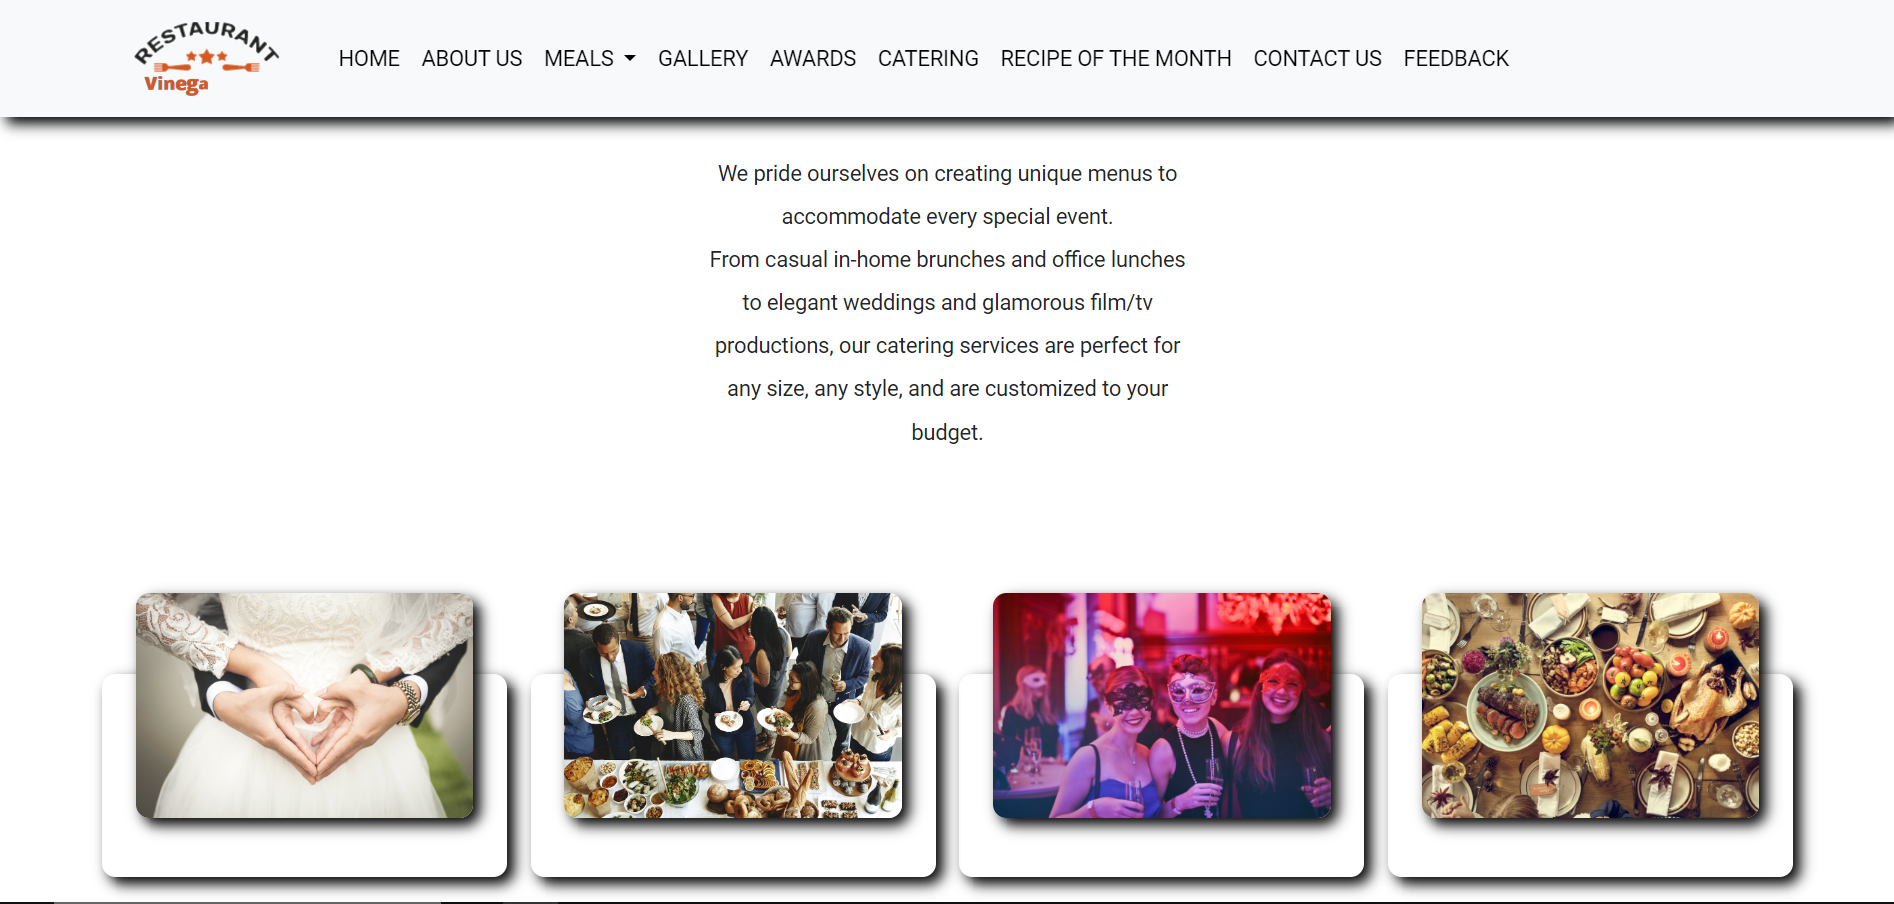 RESTAURANT
Vinega
HOME ABOUT US MEALS GALLERY AWARDS CATERING RECIPE OF THE MONTH CONTACT US FEEDBACK
We pride ourselves on creating unique menus to
accommodate every special event.
From casual in-home brunches and office lunches
to elegant weddings and glamorous film/tv
productions, our catering services are perfect for
any size, any style, and are customized to your
budget.